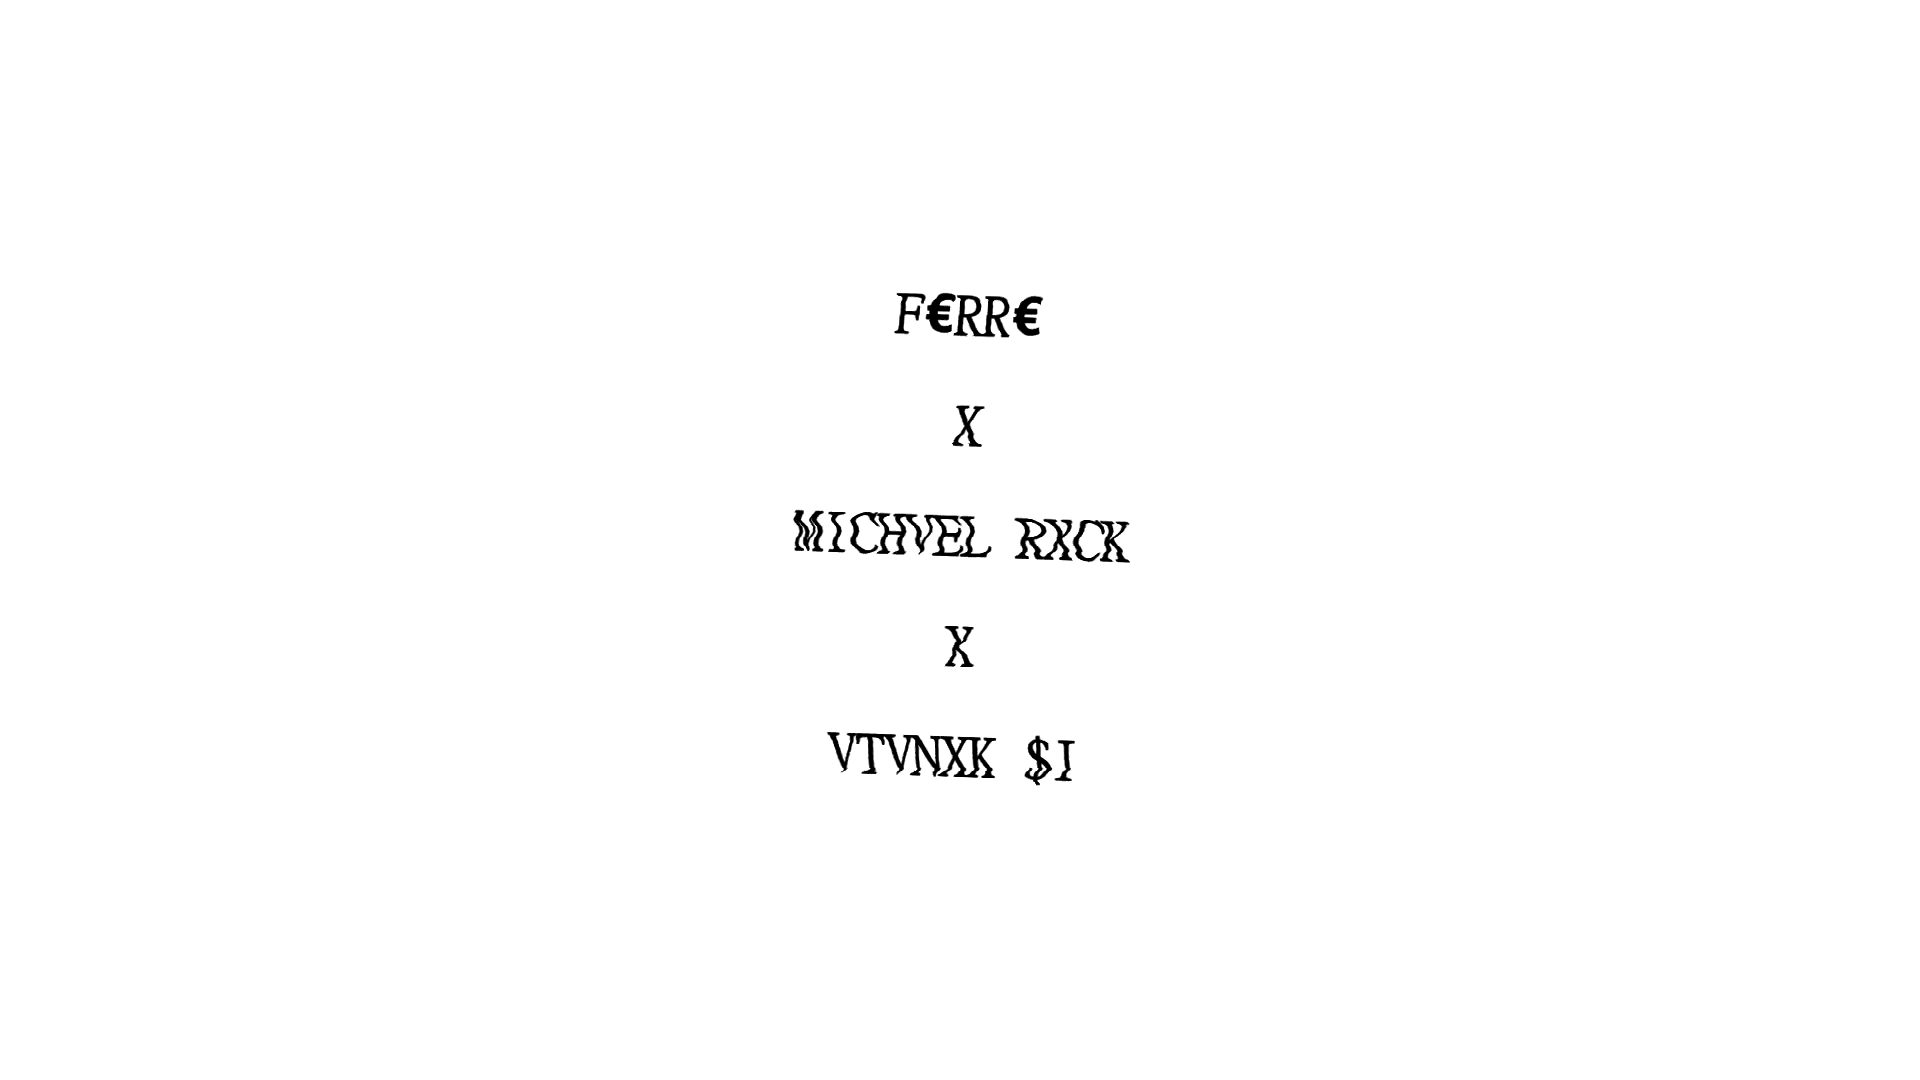 F€RR€
X
MICHVEL RXCK
X
VTVNXK $I